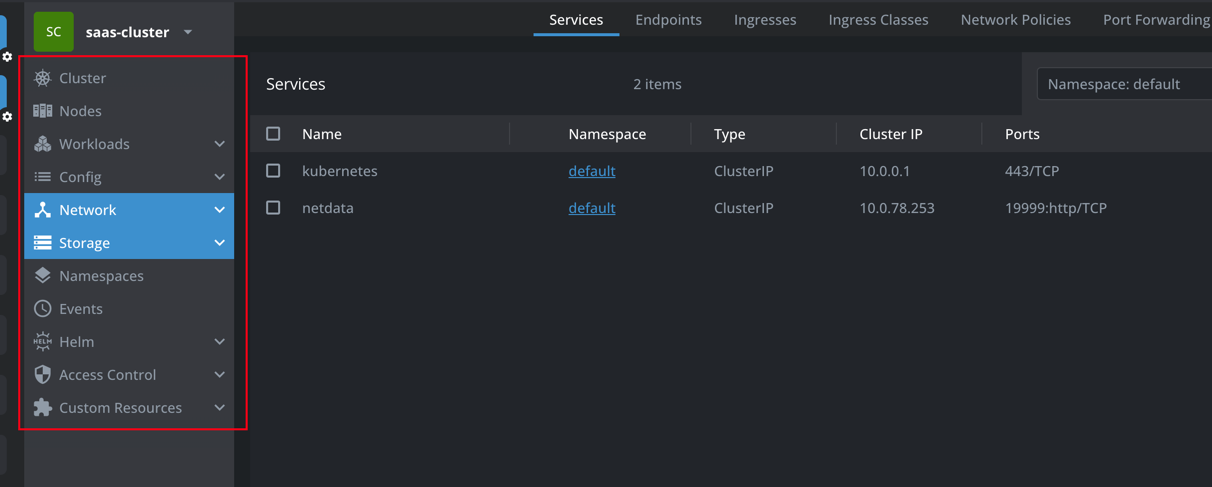 SC saas-cluster
Services Endpoints Ingresses Ingress Classes Network Policies Port Forwarding
Cluster
Nodes
Workloads
Config
Network
Storage
Namespaces
Events
HELM Helm
Access Control
Custom Resources
Services 2 items Namespace: default
Name Namespace Type Cluster IP Ports
kubernetes default ClusterIP 10.0.0.1 443/TCP
netdata default ClusterIP 10.0.78.253 19999:http/TCP